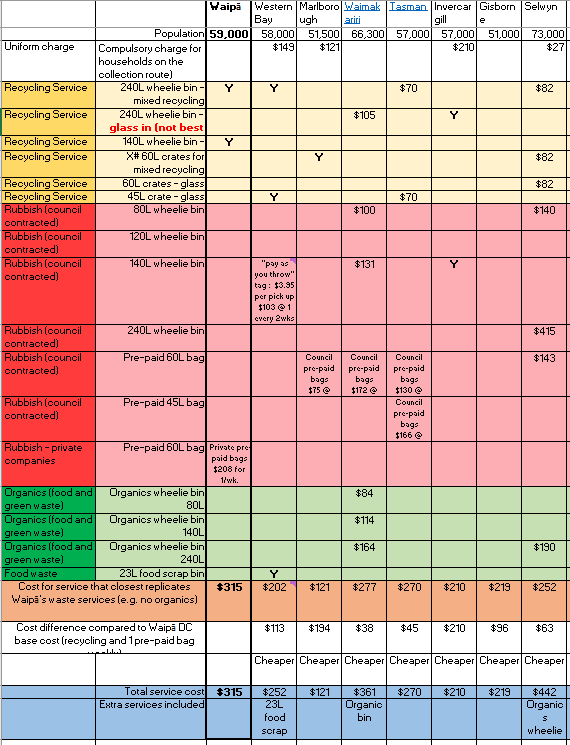 Waipā Western Bay Marlboro ugh Waimak ariri Tasman Invercar gill Gisborn e Selwyn
Population 59,000 58,000 51,500 66,300 57,000 57,000 51,000 73,000
Uniform charge Compulsory charge for households on the collection route) $149 $121 $210 $27
Recycling Service 240L wheelie bin - mixed recycling Y Y $70 $82
Recycling Service 240L wheelie bin - glass in (not best $105 Y
Recycling Service 140L wheelie bin - Y
Recycling Service X# 60L crates for mixed recycling Y $82
Recycling Service 60L crates - glass $82
Recycling Service 45L crate - glass Y $70
Rubbish (council contracted) 80L wheelie bin $100 $140
Rubbish (council contracted) 120L wheelie bin
Rubbish (council contracted) 140L wheelie bin "pay as you throw" tag : $3.95 per pick up $103 @ 1 every 2wks $131 Y
Rubbish (council contracted) 240L wheelie bin $415
Rubbish (council contracted) Pre-paid 60L bag Council pre-paid bags $75 @ Council pre-paid bags $172 @ Council pre-paid bags $130 @ $143
Rubbish (council contracted) Pre-paid 45L bag Council pre-paid bags $166 @
Rubbish - private companies Pre-paid 60L bag Private pre paid bags $208 for 1/wk.
Organics (food and green waste) Organics wheelie bin 80L $84
Organics (food and green waste) Organics wheelie bin 140L $114
Organics (food and green waste) Organics wheelie bin 240L $164 $190
Food waste 23L food scrap bin Y
Cost for service that closest replicates Waipā's waste services (e.g. no organics) $315 $202 $121 $277 $270 $210 $219 $252
Cost difference compared to Waipā DC base cost (recycling and 1 pre-paid bag $113 $194 $38 $45 $210 $96 $63
Cheaper Cheaper Cheaper Cheaper Cheaper Cheaper Cheaper
Total service cost $315 $252 $121 $361 $270 $210 $219 $442
Extra services included 23L food scrap Organic bin Organic s wheelie